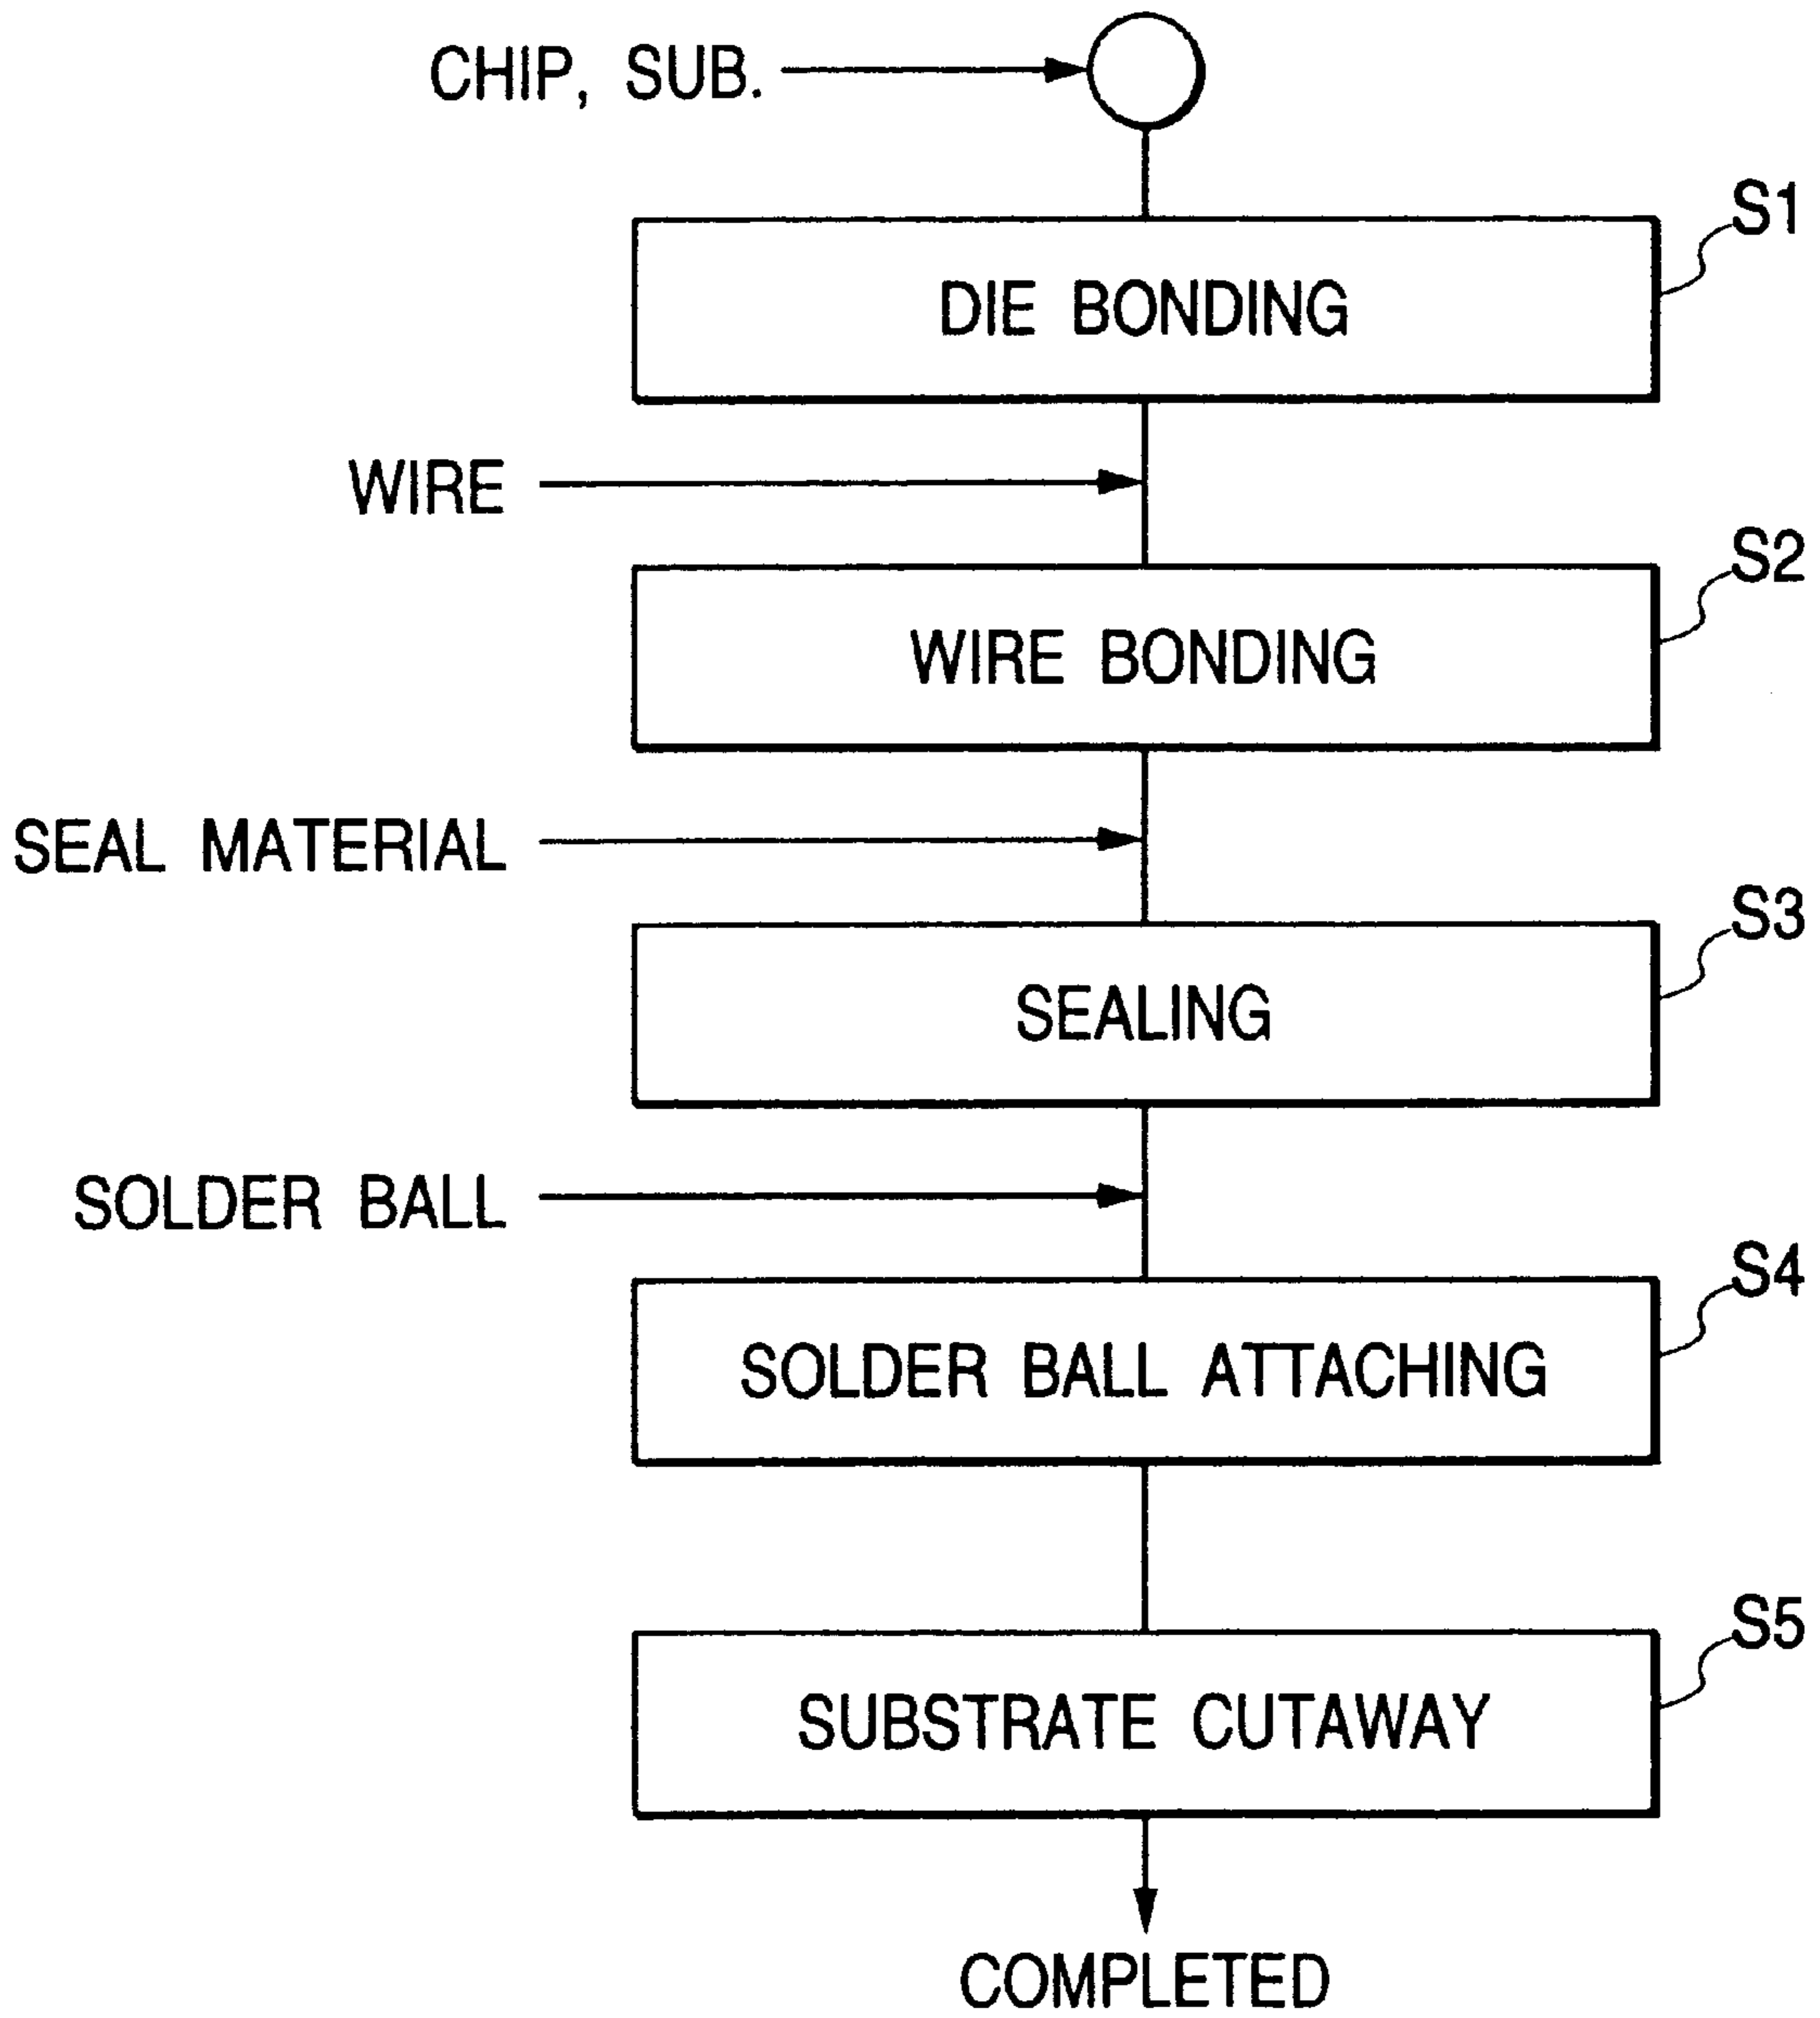 CHIP, SUB.
S1
DIE BONDING
WIRE
S2
WIRE BONDING
SEAL MATERIAL
S3
SEALING
SOLDER BALL
S4
SOLDER BALL ATTACHING
S5
SUBSTRATE CUTAWAY
COMPLETED